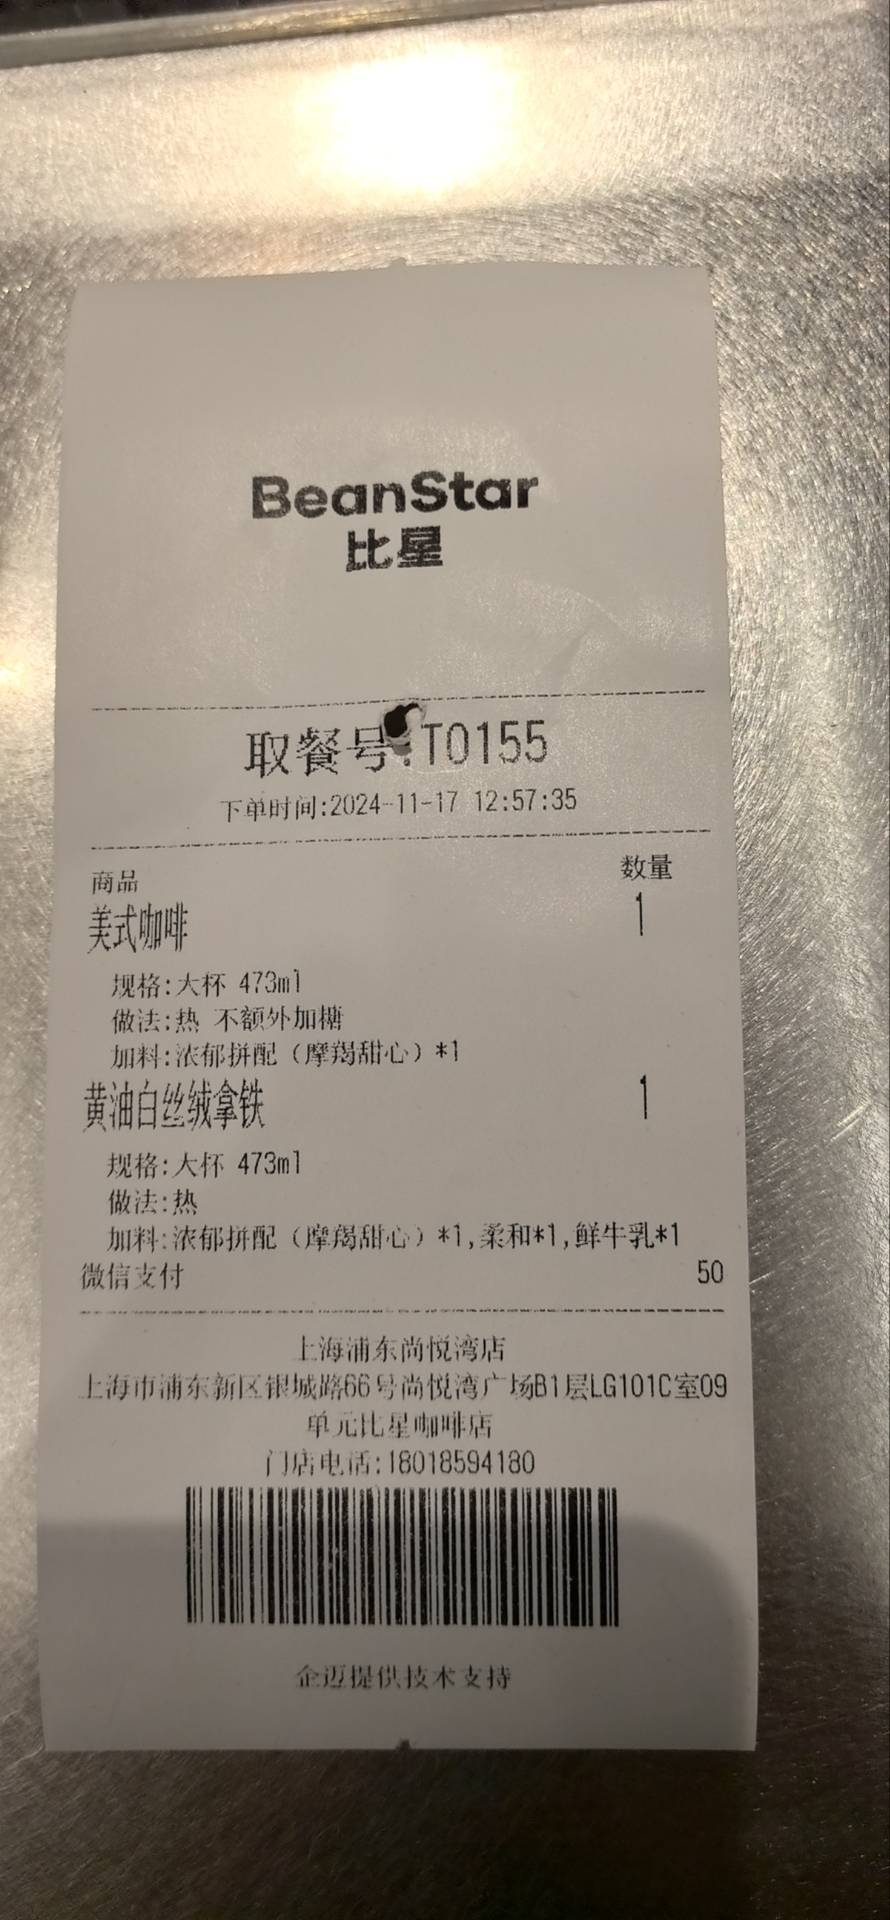 BeanStar
比星
取餐号:T0155
下单时间:2024-11-17 12:57:35
商品 数量
美式咖啡 1
规格:大杯 473ml
做法:热 不额外加糖
加料:浓郁拼配（摩羯甜心）*1
黄油白丝绒拿铁 1
规格:大杯 473ml
做法:热
加料:浓郁拼配（摩羯甜心）*1,柔和*1,鲜牛乳*1
微信支付 50
上海浦东尚悦湾店
上海市浦东新区银城路66号尚悦湾广场B1层LG101C室09
单元比星咖啡店
门店电话:18018594180
企迈提供技术支持